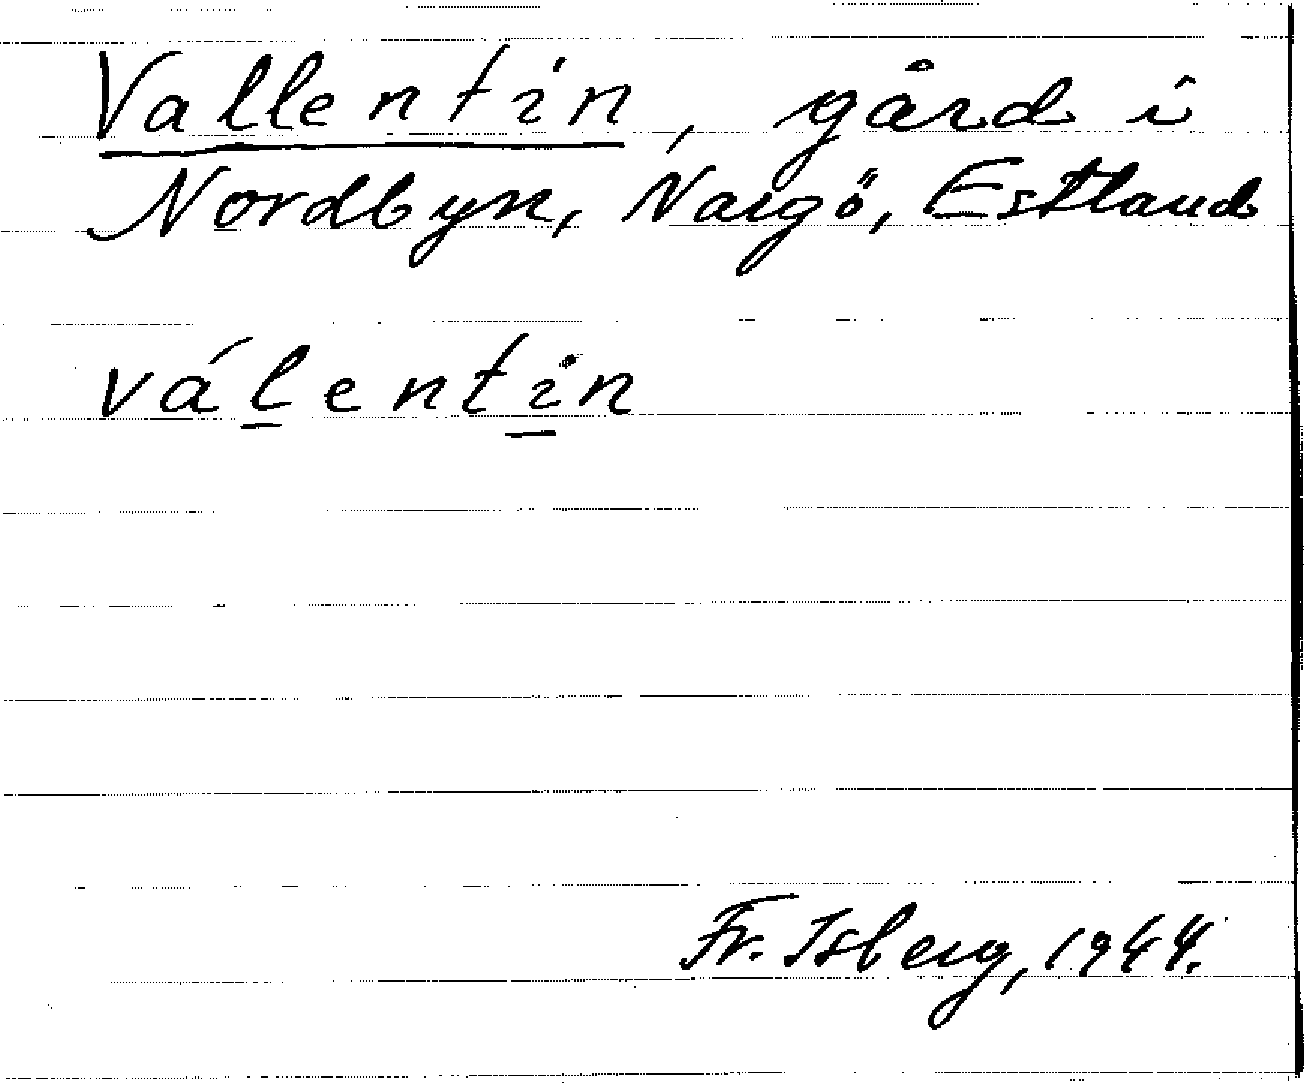 Vallentin, gård i
Nordbyn, Nargö, Estland
válentin
Fr. Isberg, 1944.